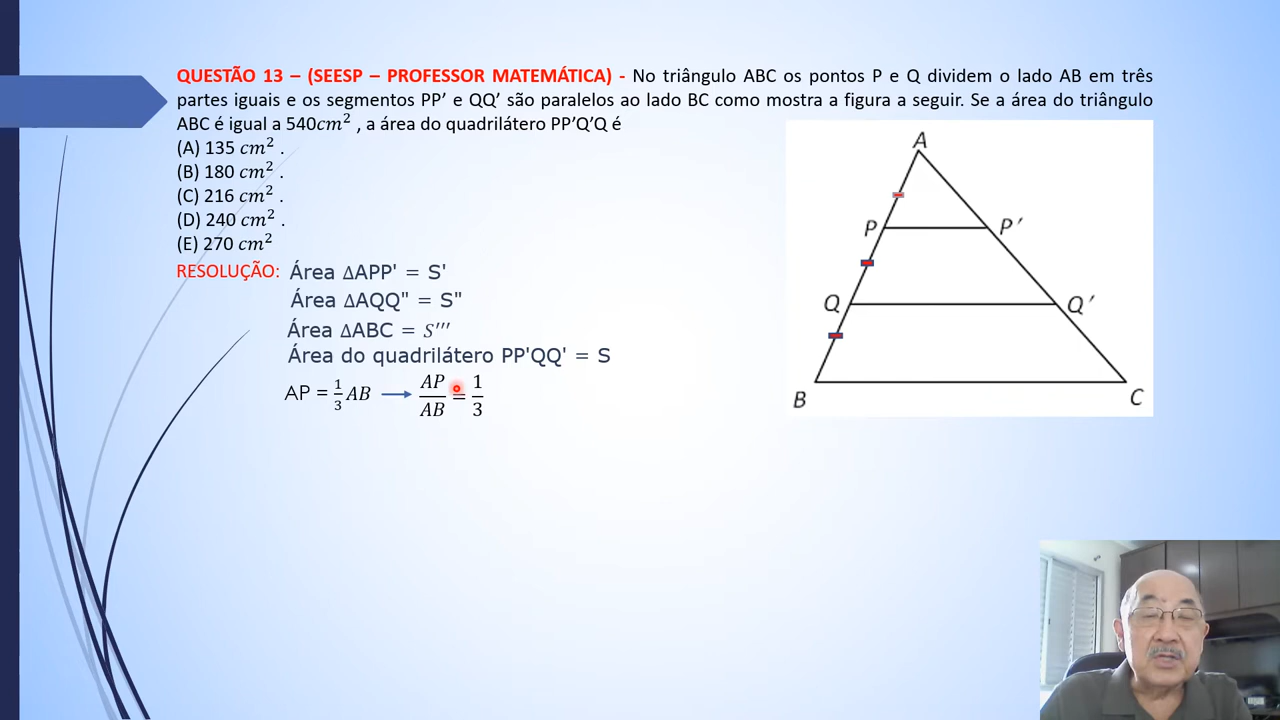 QUESTÃO 13 – (SEESP – PROFESSOR MATEMÁTICA) - No triângulo ABC os pontos P e Q dividem o lado AB em três
partes iguais e os segmentos PP’ e QQ’ são paralelos ao lado BC como mostra a figura a seguir. Se a área do triângulo
ABC é igual a 540cm² , a área do quadrilátero PP’Q’Q é
(A) 135 cm² .
(B) 180 cm² .
(C) 216 cm² .
(D) 240 cm² .
(E) 270 cm²
RESOLUÇÃO: Área ∆APP' = S'
Área ∆AQQ" = S"
Área ∆ABC = S′′′
Área do quadrilátero PP'QQ' = S
AP = 1/3 AB → AP/AB = 1/3
A
P P′
Q Q′
B C